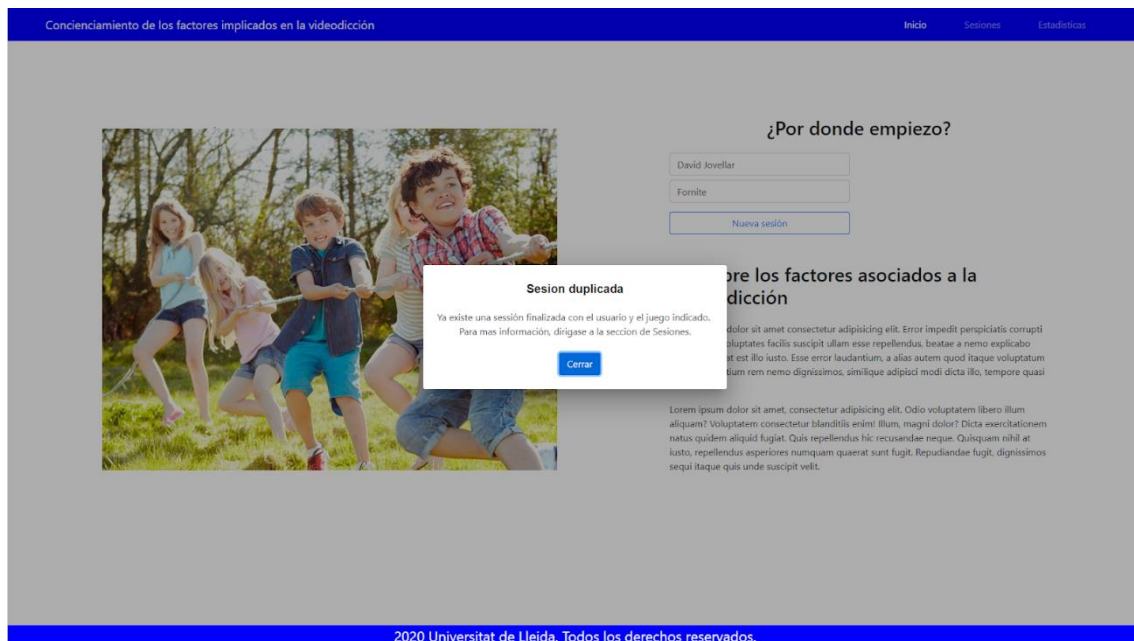 Concienciamiento de los factores implicados en la videodicción
Inicio Sesiones Estadísticas
¿Por donde empiezo?
David Jovellar
Fornite
Nueva sesión
bre los factores asociados a la
dicción
dolor sit amet consectetur adipisicing elit. Error impedit perspiciatis corrupti
oluptates facilis suscipit ullam esse repellendus, beatae a nemo explicabo
at est illo iusto. Esse error laudantium, a alias autem quod itaque voluptatum
tium rem nemo dignissimos, similique adipisci modi dicta illo, tempore quasi
Lorem ipsum dolor sit amet, consectetur adipisicing elit. Odio voluptatem libero illum
aliquam? Voluptatem consectetur blanditiis enim! Illum, magni dolor? Dicta exercitationem
natus quidem aliquid fugiat. Quis repellendus hic recusandae neque. Quisquam nihil at
iusto, repellendus asperiores numquam quaerat sunt fugit. Repudiandae fugit, dignissimos
sequi itaque quis unde suscipit velit.
Sesion duplicada
Ya existe una sessión finalizada con el usuario y el juego indicado.
Para mas información, dirigase a la seccion de Sesiones.
Cerrar
2020 Universitat de Lleida. Todos los derechos reservados.